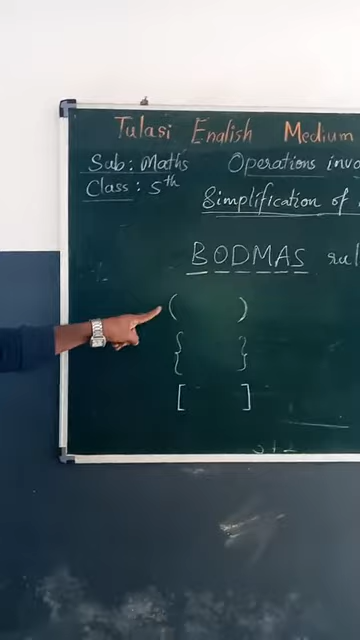 Tulasi English Medium
Sub: Maths Operations invo
Class: 5th
Simplification of
BODMAS rul
( )
{ }
[ ]